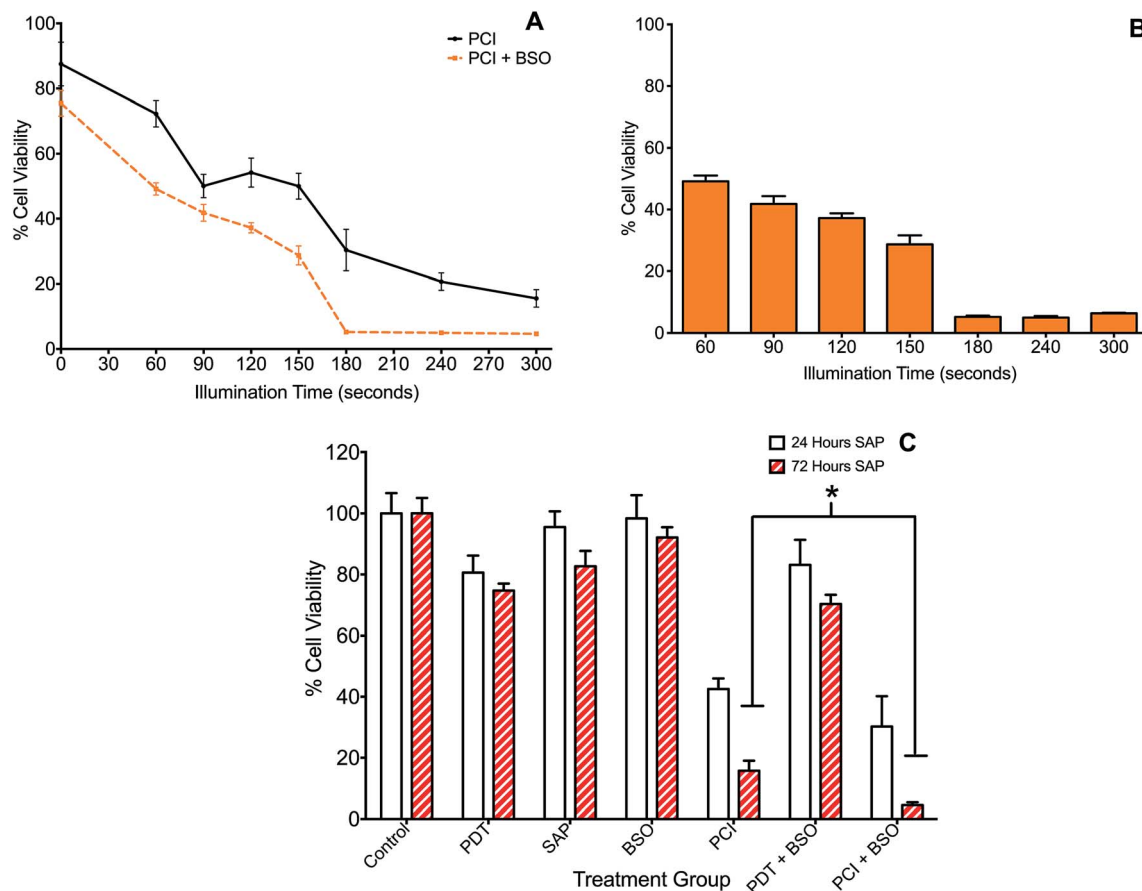 A
PCI
PCI + BSO
% Cell Viability
100
80
60
40
20
0
0 60 90 120 150 180 210 240 270 300
Illumination Time (seconds)
B
% Cell Viability
100
80
60
40
20
0
60 90 120 150 180 240 300
Illumination Time (seconds)
24 Hours SAP
72 Hours SAP
C
*
% Cell Viability
120
100
80
60
40
20
0
Control PDT SAP BSO PCI PDT + BSO PCI + BSO
Treatment Group